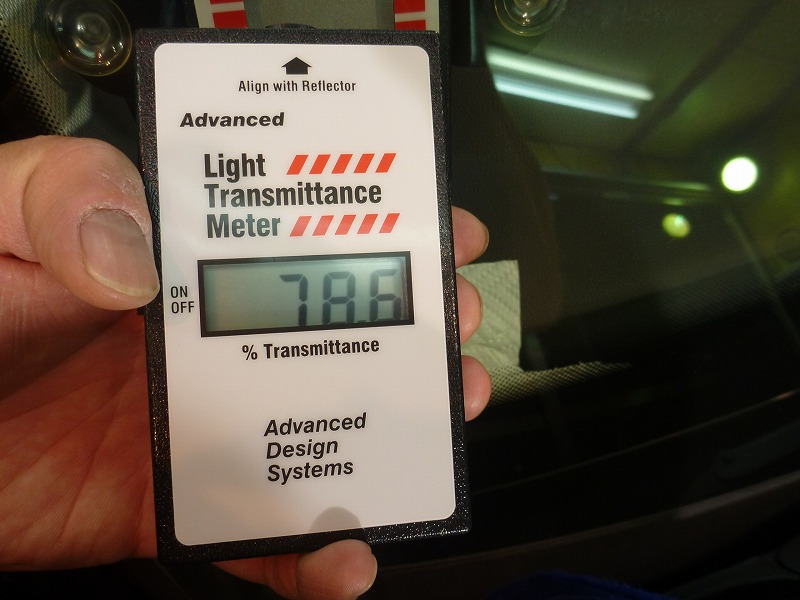 Align with Reflector
Advanced
Light
Transmittance
Meter
ON
OFF
78.6
% Transmittance
Advanced
Design
Systems